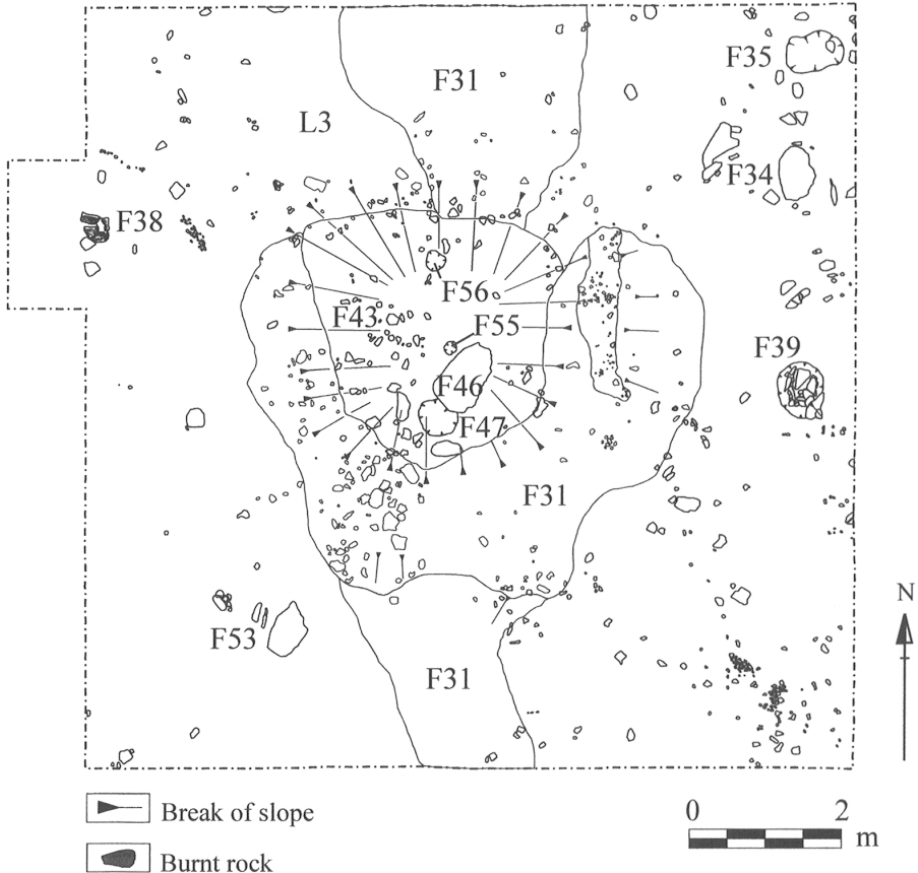 F35
F31
L3
F34
F38
F56
F43
F55
F39
F46
F47
F31
F53
F31
N
Break of slope
Burnt rock
0 2
m